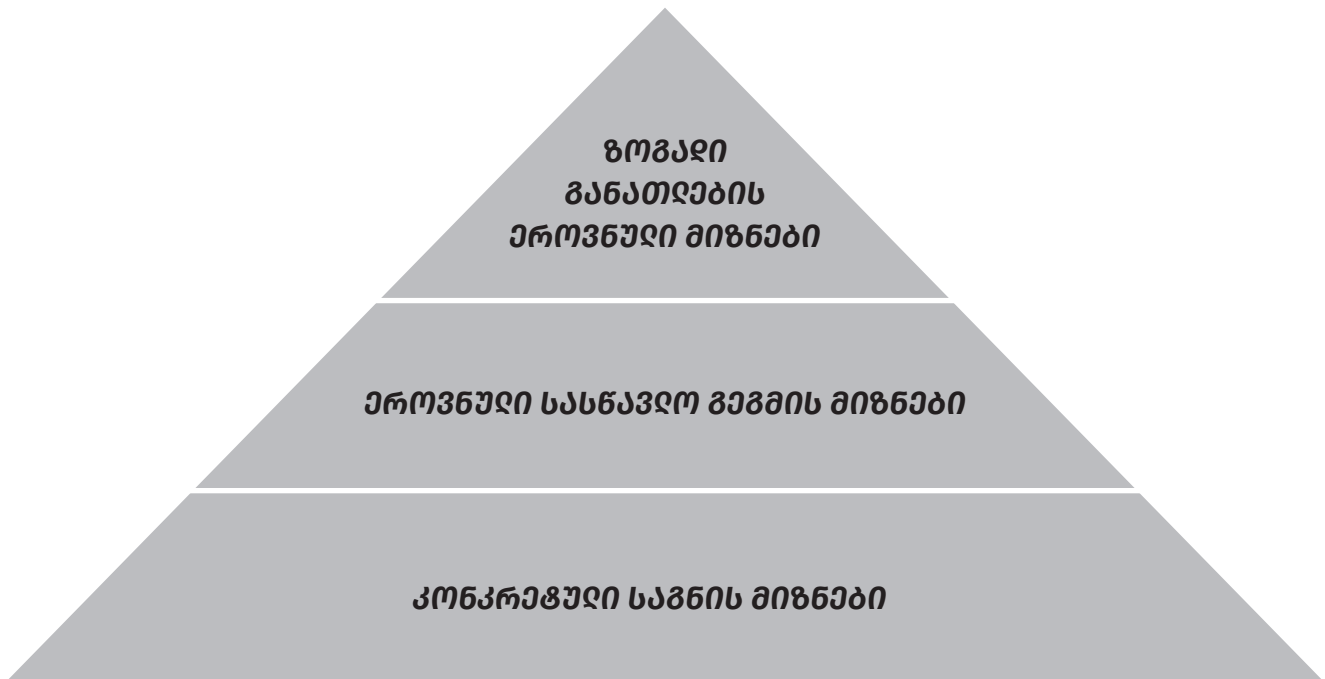 ზოგადი
განათლების
ეროვნული მიზნები
ეროვნული სასწავლო გეგმის მიზნები
კონკრეტული საგნის მიზნები